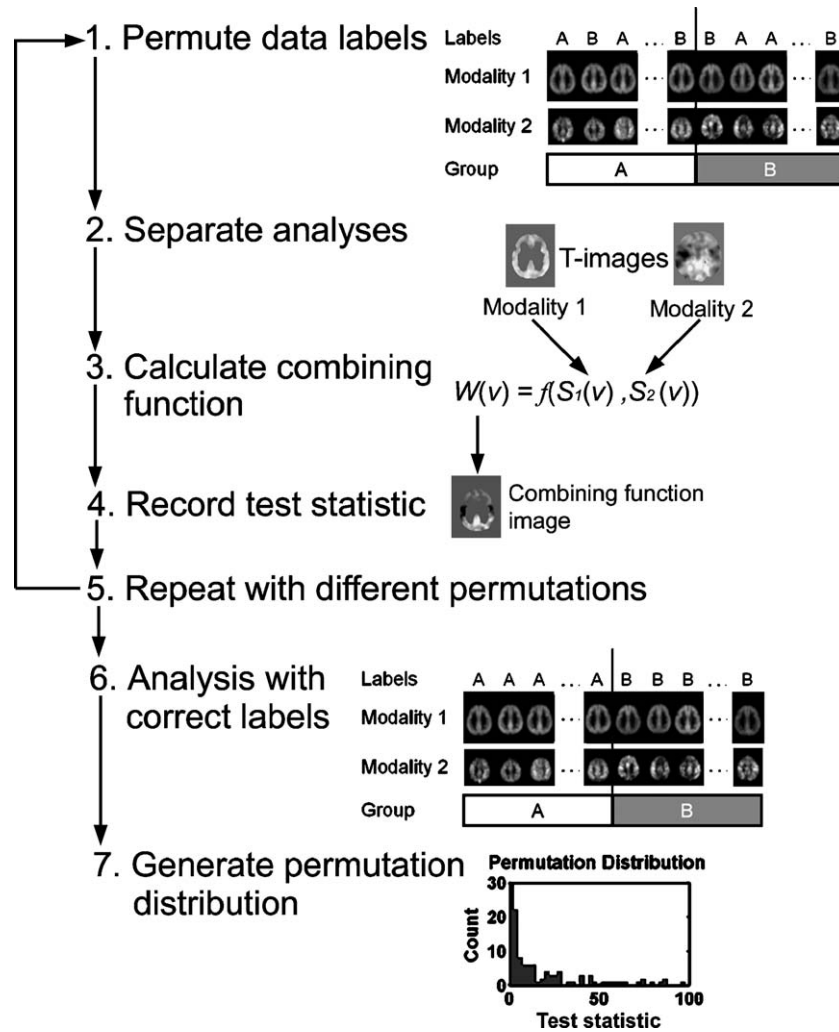 1. Permute data labels
Labels A B A ... B B A A ... B
Modality 1
...
...
Modality 2
...
...
Group A B
2. Separate analyses
T-images
Modality 1 Modality 2
3. Calculate combining
function
W(v) = f(S1(v) ,S2(v))
4. Record test statistic
Combining function
image
5. Repeat with different permutations
6. Analysis with
correct labels
Labels A A A ... A B B B ... B
Modality 1
...
...
Modality 2
...
...
Group A B
7. Generate permutation
distribution
Permutation Distribution
30
20
10
0
Count
0 50 100
Test statistic